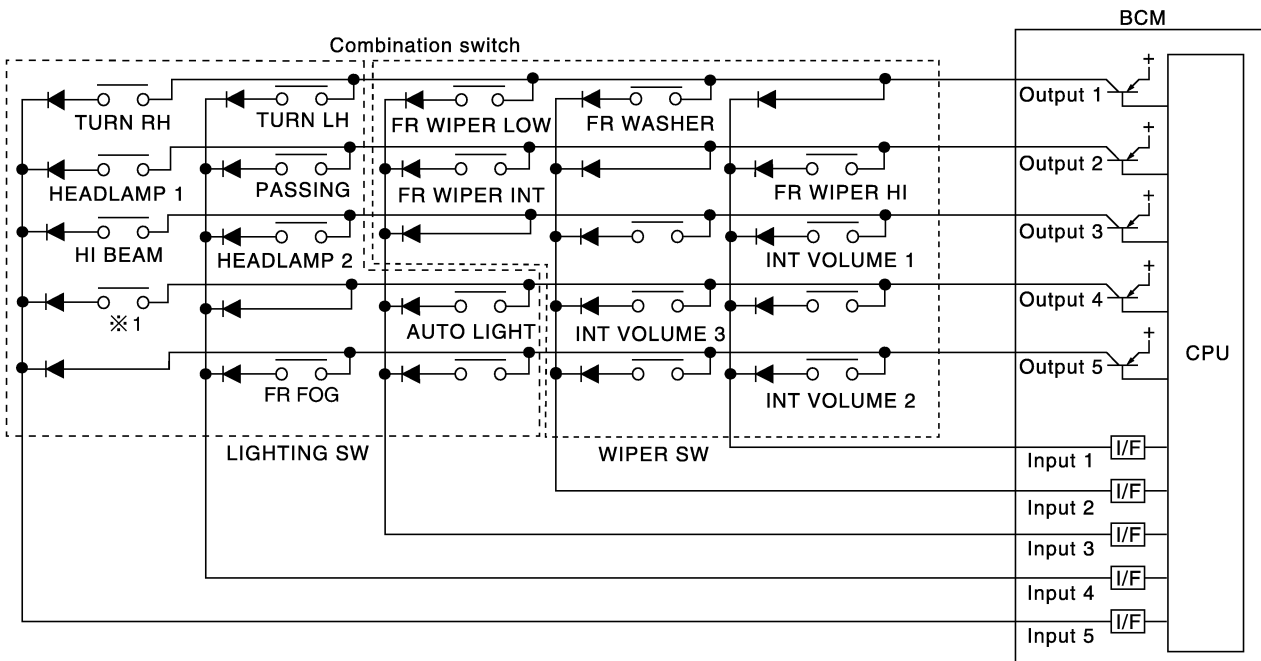 BCM
Combination switch
+
Output 1
TURN RH
TURN LH
FR WIPER LOW
FR WASHER
+
Output 2
HEADLAMP 1
PASSING
FR WIPER INT
FR WIPER HI
+
Output 3
HI BEAM
HEADLAMP 2
INT VOLUME 1
+
Output 4
※1
AUTO LIGHT
INT VOLUME 3
+
CPU
Output 5
FR FOG
INT VOLUME 2
LIGHTING SW
WIPER SW
Input 1
I/F
Input 2
I/F
Input 3
I/F
Input 4
I/F
Input 5
I/F